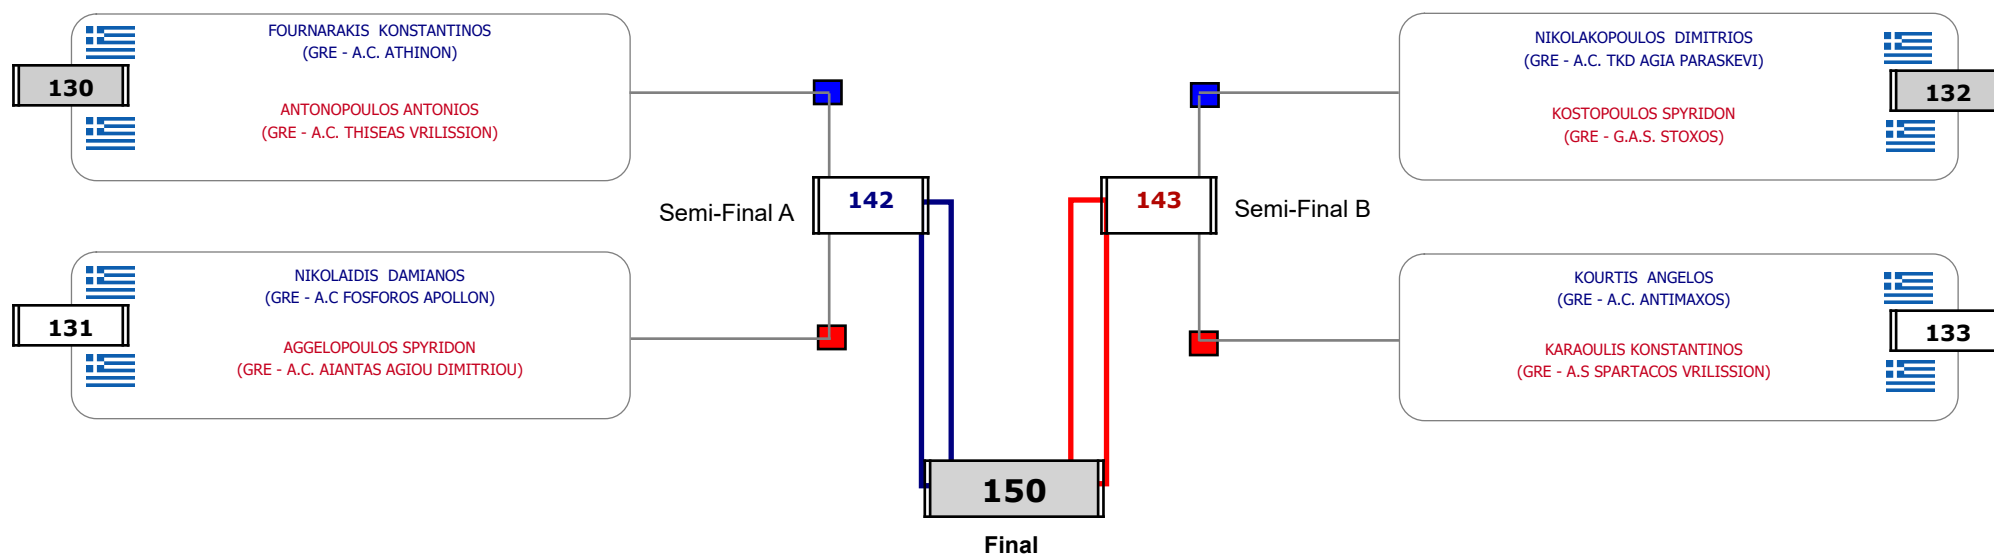 FOURNARAKIS KONSTANTINOS
(GRE - A.C. ATHINON)
130
ANTONOPOULOS ANTONIOS
(GRE - A.C. THISEAS VRILISSION)
NIKOLAKOPOULOS DIMITRIOS
(GRE - A.C. TKD AGIA PARASKEVI)
132
KOSTOPOULOS SPYRIDON
(GRE - G.A.S. STOXOS)
Semi-Final A
142
143
Semi-Final B
NIKOLAIDIS DAMIANOS
(GRE - A.C FOSFOROS APOLLON)
131
AGGELOPOULOS SPYRIDON
(GRE - A.C. AIANTAS AGIOU DIMITRIOU)
KOURTIS ANGELOS
(GRE - A.C. ANTIMAXOS)
133
KARAOULIS KONSTANTINOS
(GRE - A.S SPARTACOS VRILISSION)
150
Final